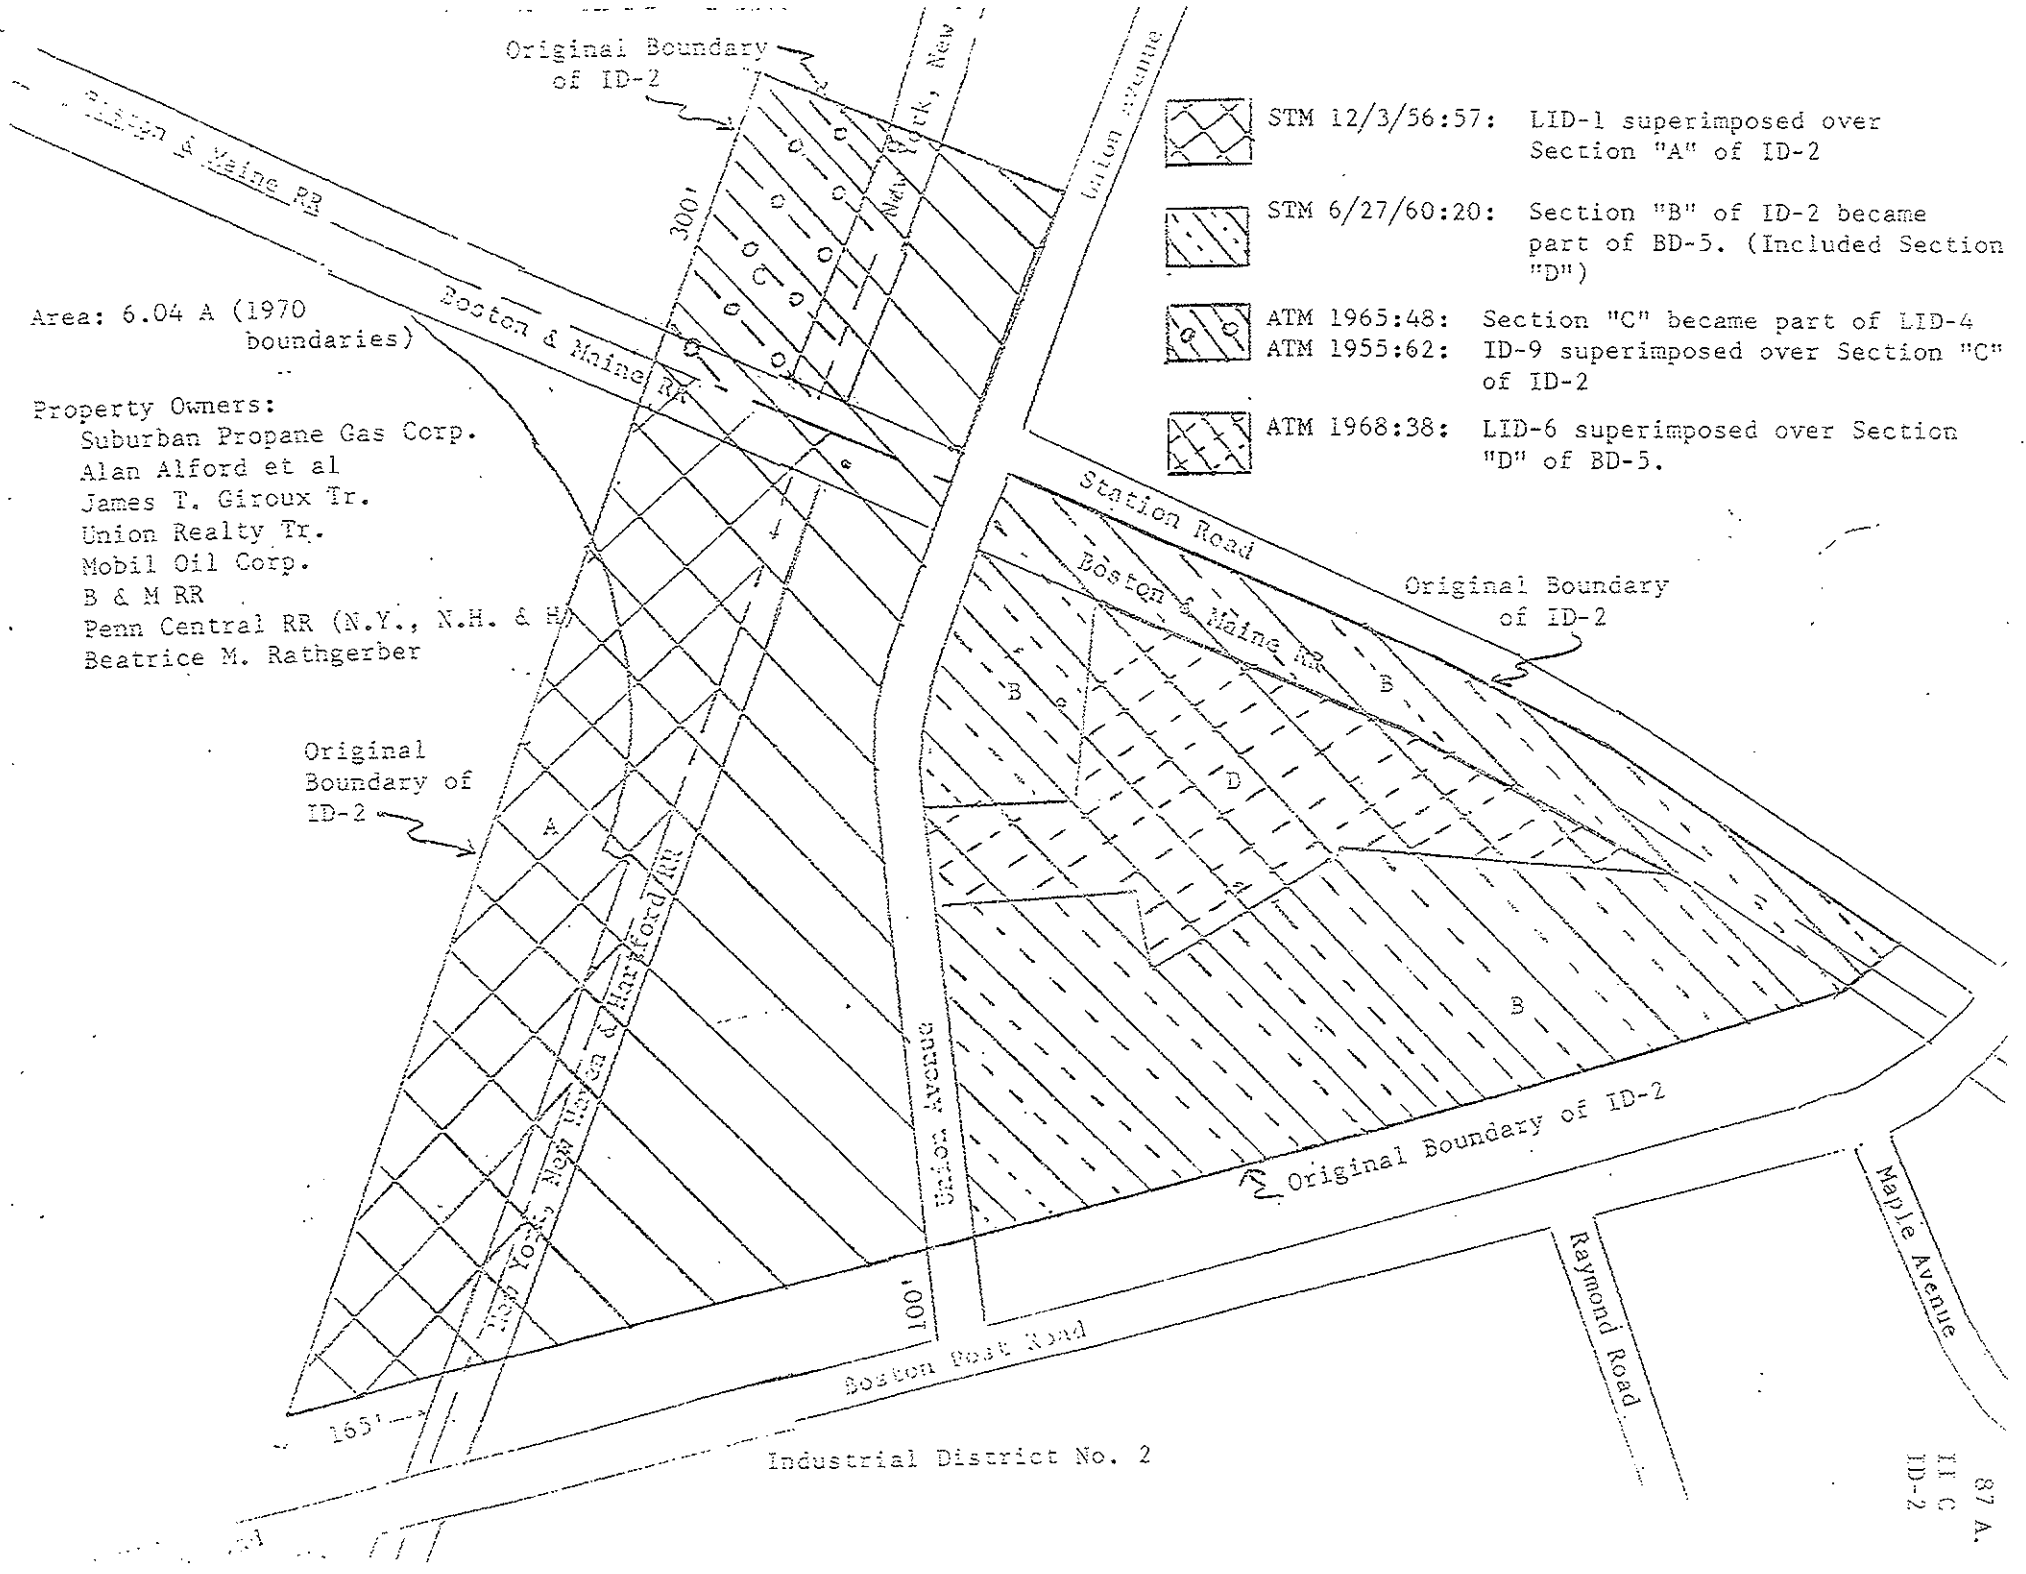 Original Boundary
of ID-2
New York, New
Union Avenue
& Maine RR
300'
STM 12/3/56:57: LID-1 superimposed over
Section "A" of ID-2
STM 6/27/60:20: Section "B" of ID-2 became
part of BD-5. (Included Section
"D")
ATM 1965:48: Section "C" became part of LID-4
ATM 1955:62: ID-9 superimposed over Section "C"
of ID-2
ATM 1968:38: LID-6 superimposed over Section
"D" of BD-5.
C
Area: 6.04 A (1970
boundaries)
Boston & Maine RR
Property Owners:
Suburban Propane Gas Corp.
Alan Alford et al
James T. Giroux Tr.
Union Realty Tr.
Mobil Oil Corp.
B & M RR
Penn Central RR (N.Y., N.H. & H)
Beatrice M. Rathgerber
Station Road
Boston & Maine RR
Original Boundary
of ID-2
B
B
D
Original
Boundary of
ID-2
A
B
New York, New Haven & Hartford RR
Union Avenue
Original Boundary of ID-2
100'
Boston Post Road
165'
Raymond Road
Maple Avenue
Industrial District No. 2
87 A.
II C
ID-2